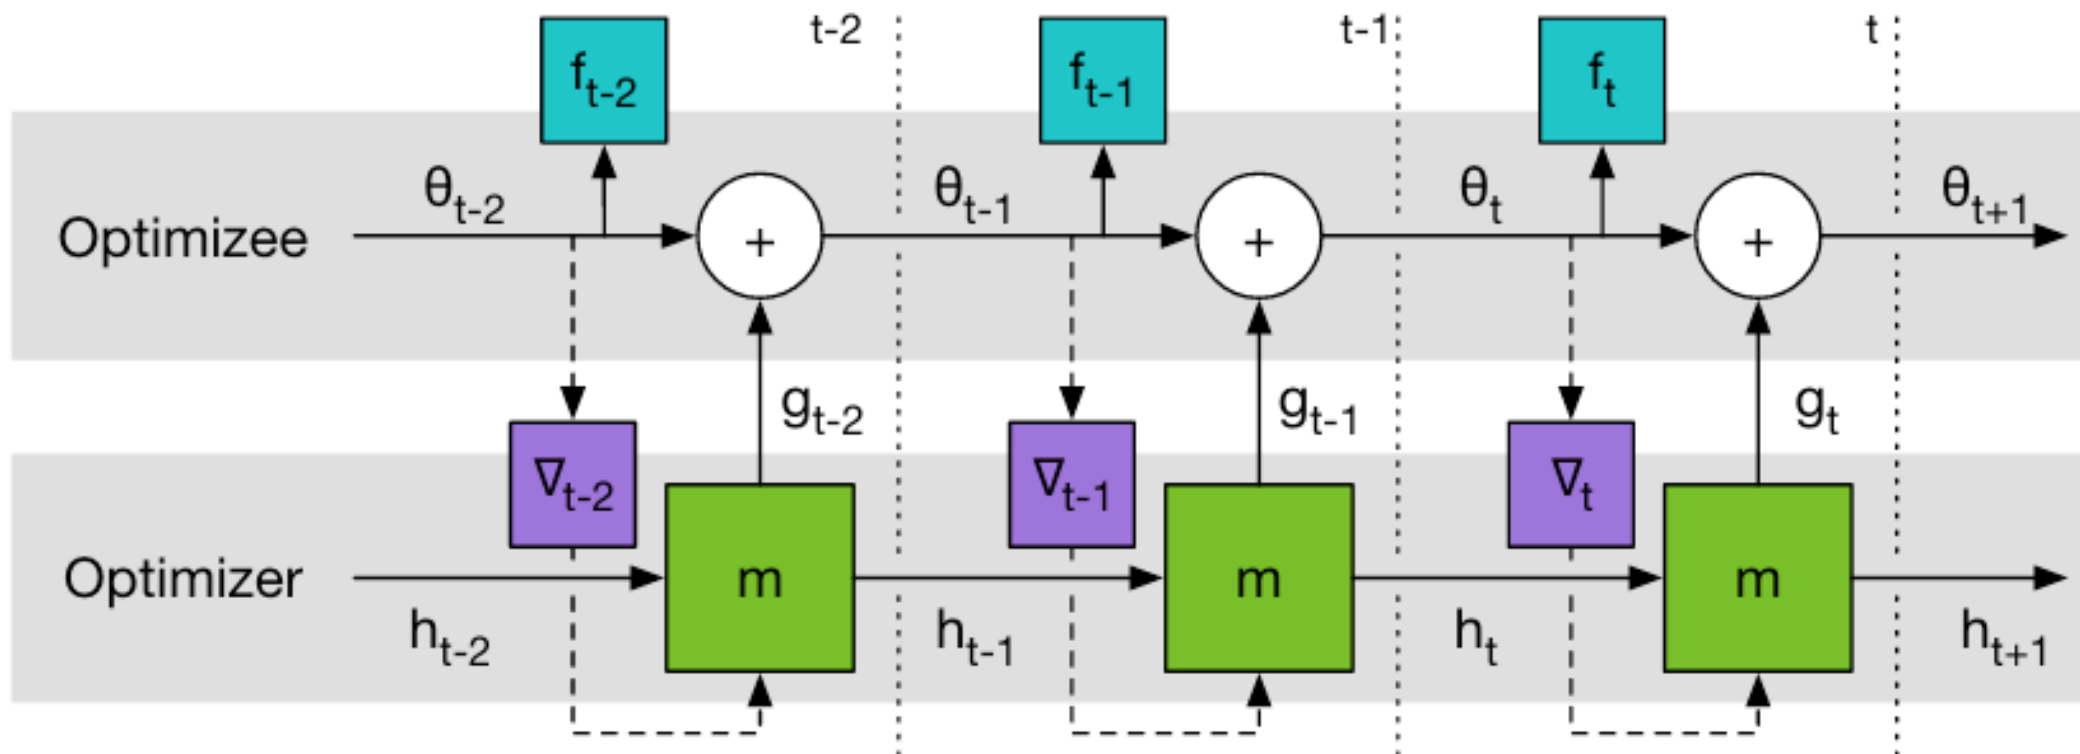 t-2 t-1 t
f_{t-2} f_{t-1} f_t
θ_{t-2} θ_{t-1} θ_t θ_{t+1}
Optimizee + + +
g_{t-2} g_{t-1} g_t
∇_{t-2} ∇_{t-1} ∇_t
Optimizer m m m
h_{t-2} h_{t-1} h_t h_{t+1}